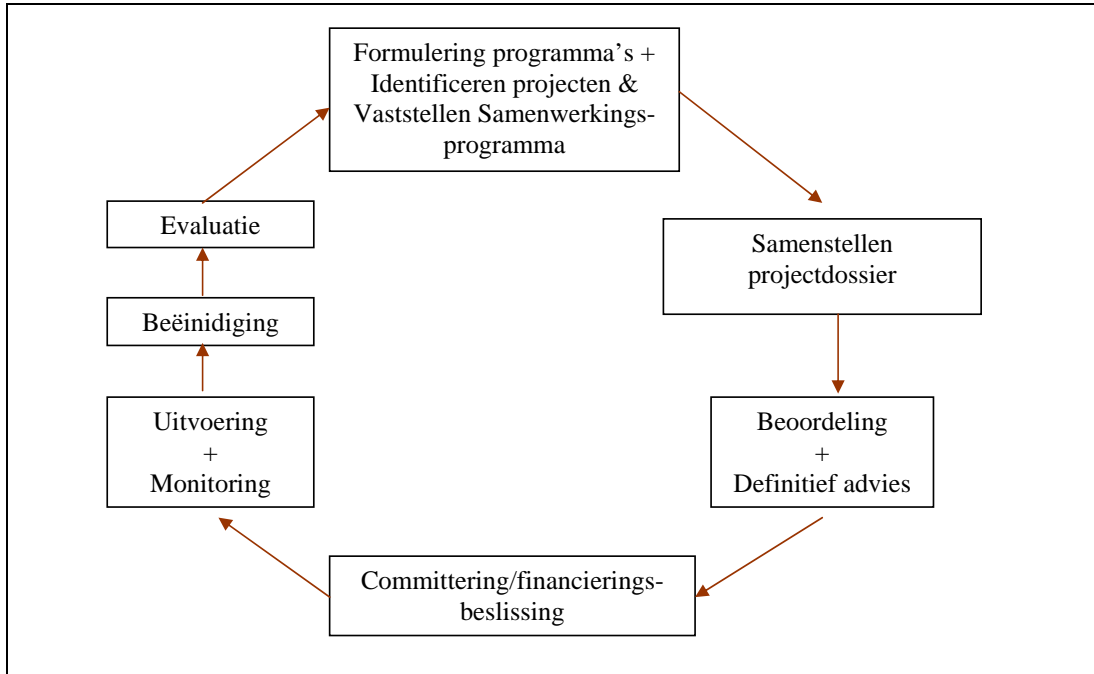 Formulering programma’s +
Identificeren projecten &
Vaststellen Samenwerkings-
programma
Samenstellen
projectdossier
Beoordeling
+
Definitief advies
Committering/financierings-
beslissing
Uitvoering
+
Monitoring
Beëinidiging
Evaluatie